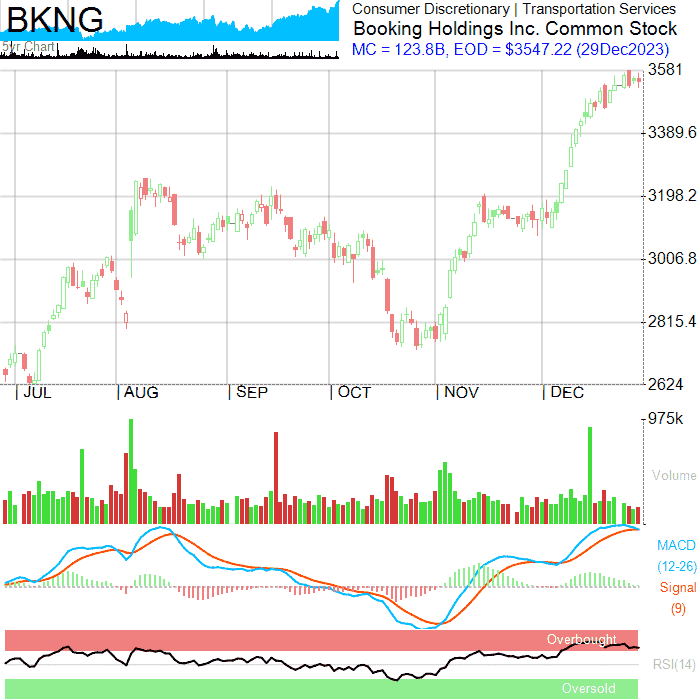 BKNG
5yr Chart
Consumer Discretionary | Transportation Services
Booking Holdings Inc. Common Stock
MC = 123.8B, EOD = $3547.22 (29Dec2023)
3581
3389.6
3198.2
3006.8
2815.4
2624
| JUL | AUG | SEP | OCT | NOV | DEC
975k
Volume
MACD
(12-26)
Signal
(9)
Overbought
RSI(14)
Oversold